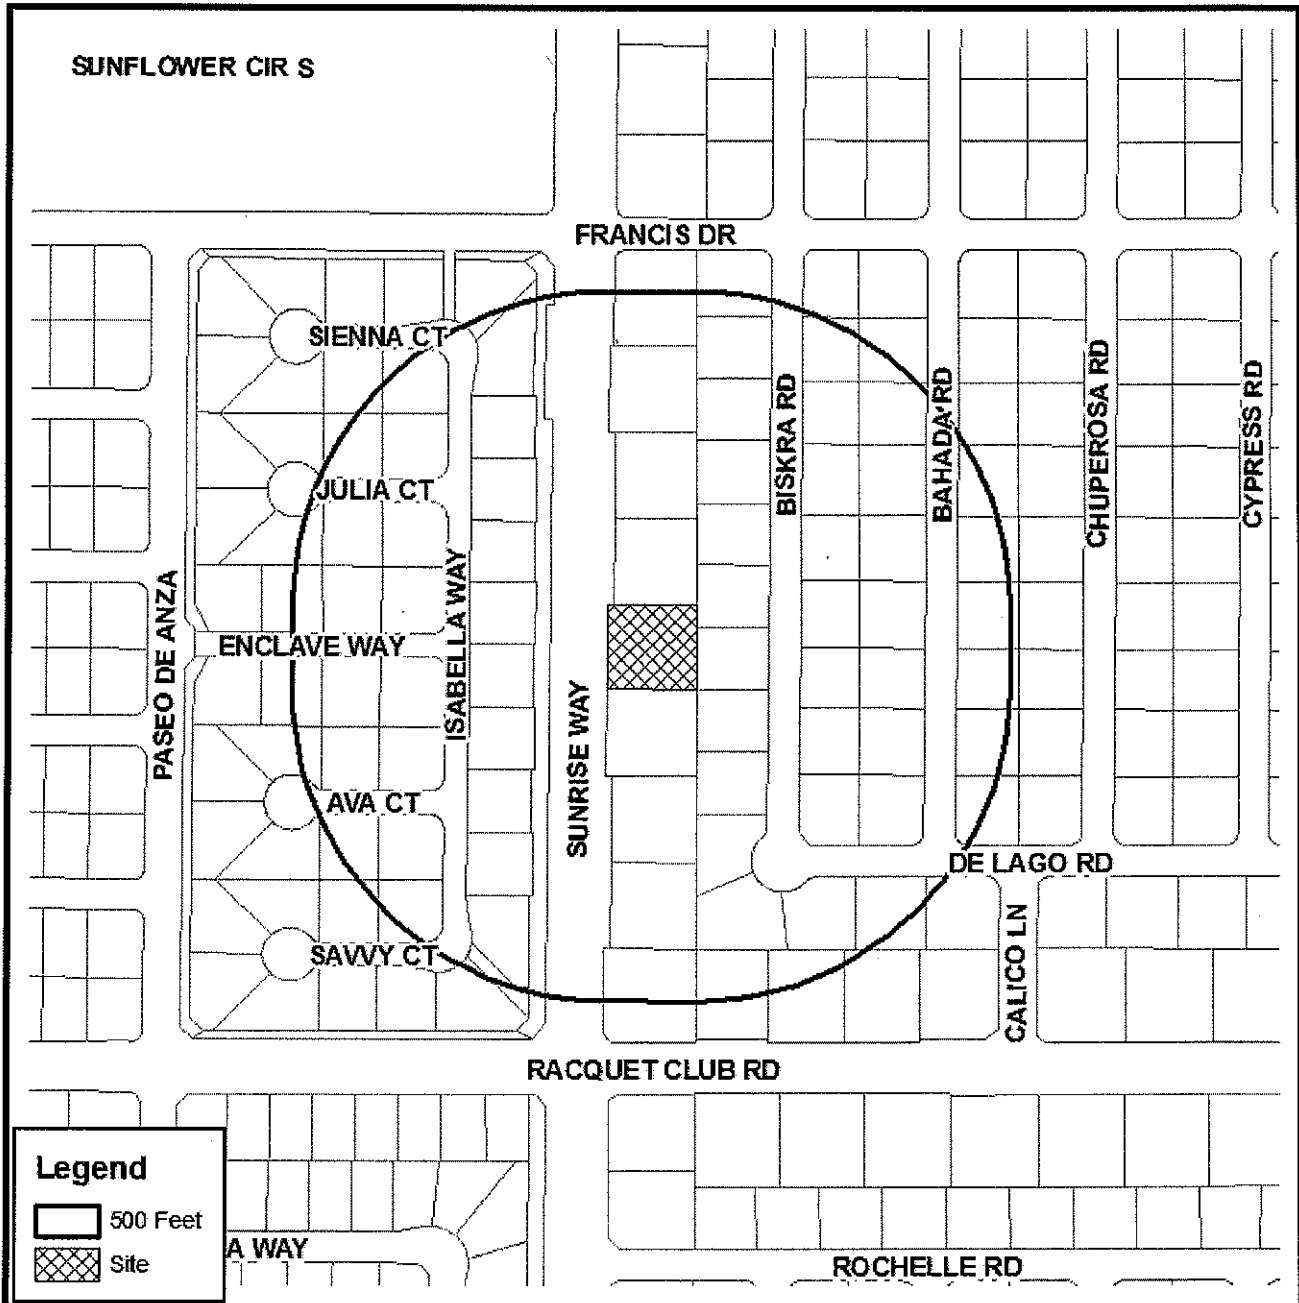 SUNFLOWER CIR S
FRANCIS DR
SIENNA CT
JULIA CT
BISKRA RD
BAHADA RD
CHUPEROSA RD
CYPRESS RD
PASEO DE ANZA
ENCLAVE WAY
ISABELLA WAY
SUNRISE WAY
AVA CT
DE LAGO RD
SAVVY CT
CALICO LN
RACQUET CLUB RD
Legend
500 Feet
Site
A WAY
ROCHELLE RD